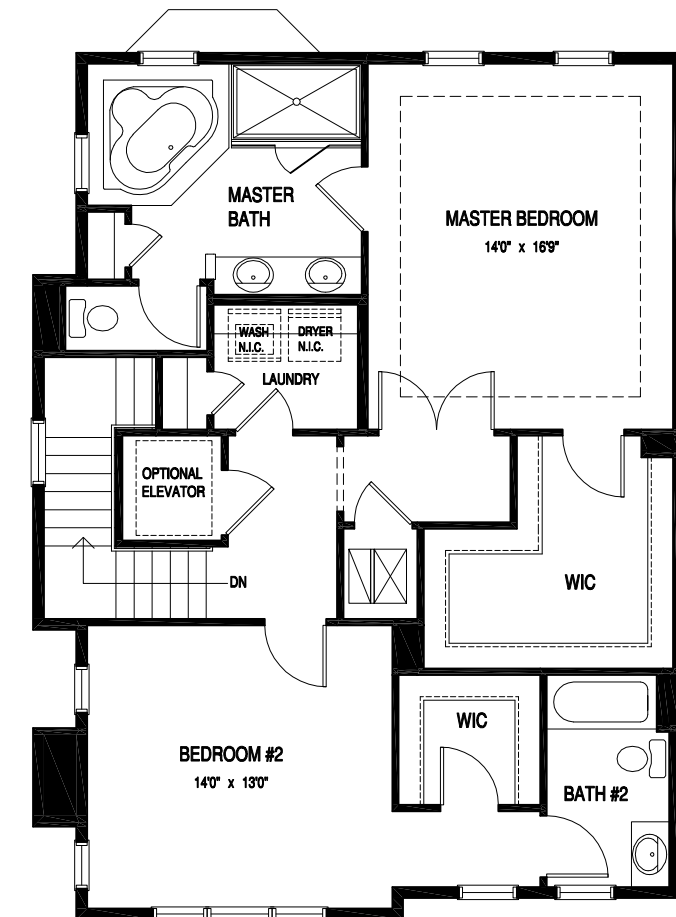 MASTER
BATH
MASTER BEDROOM
14'0" x 16'9"
WASH
N.I.C.
DRYER
N.I.C.
LAUNDRY
OPTIONAL
ELEVATOR
DN
WIC
WIC
BEDROOM #2
14'0" x 13'0"
BATH #2